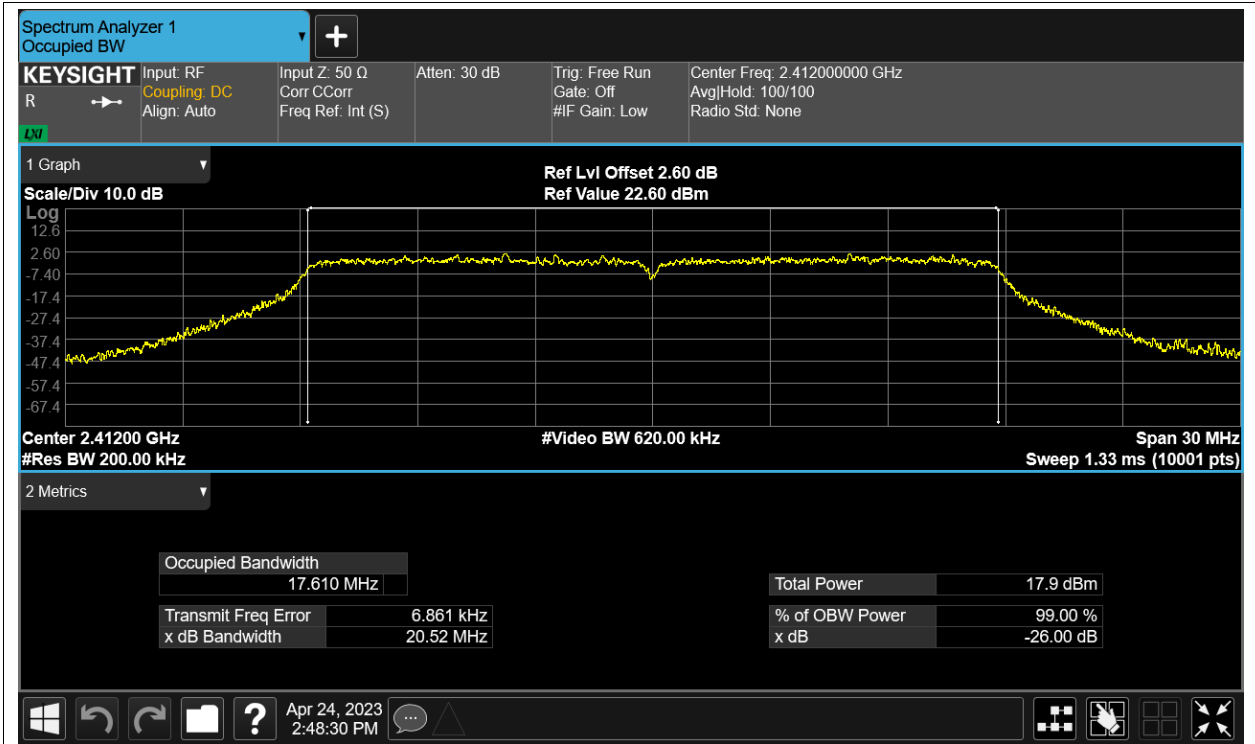 Spectrum Analyzer 1
Occupied BW
KEYSIGHT
R
LXI
Input: RF
Coupling: DC
Align: Auto
Input Z: 50 Ω
Corr CCorr
Freq Ref: Int (S)
Atten: 30 dB
Trig: Free Run
Gate: Off
#IF Gain: Low
Center Freq: 2.412000000 GHz
Avg|Hold: 100/100
Radio Std: None
1 Graph
Scale/Div 10.0 dB
Ref Lvl Offset 2.60 dB
Ref Value 22.60 dBm
Log
12.6
2.60
-7.40
-17.4
-27.4
-37.4
-47.4
-57.4
-67.4
Center 2.41200 GHz
#Res BW 200.00 kHz
#Video BW 620.00 kHz
Span 30 MHz
Sweep 1.33 ms (10001 pts)
2 Metrics
Occupied Bandwidth
17.610 MHz
Transmit Freq Error 6.861 kHz
x dB Bandwidth 20.52 MHz
Total Power 17.9 dBm
% of OBW Power 99.00 %
x dB -26.00 dB
?
Apr 24, 2023
2:48:30 PM